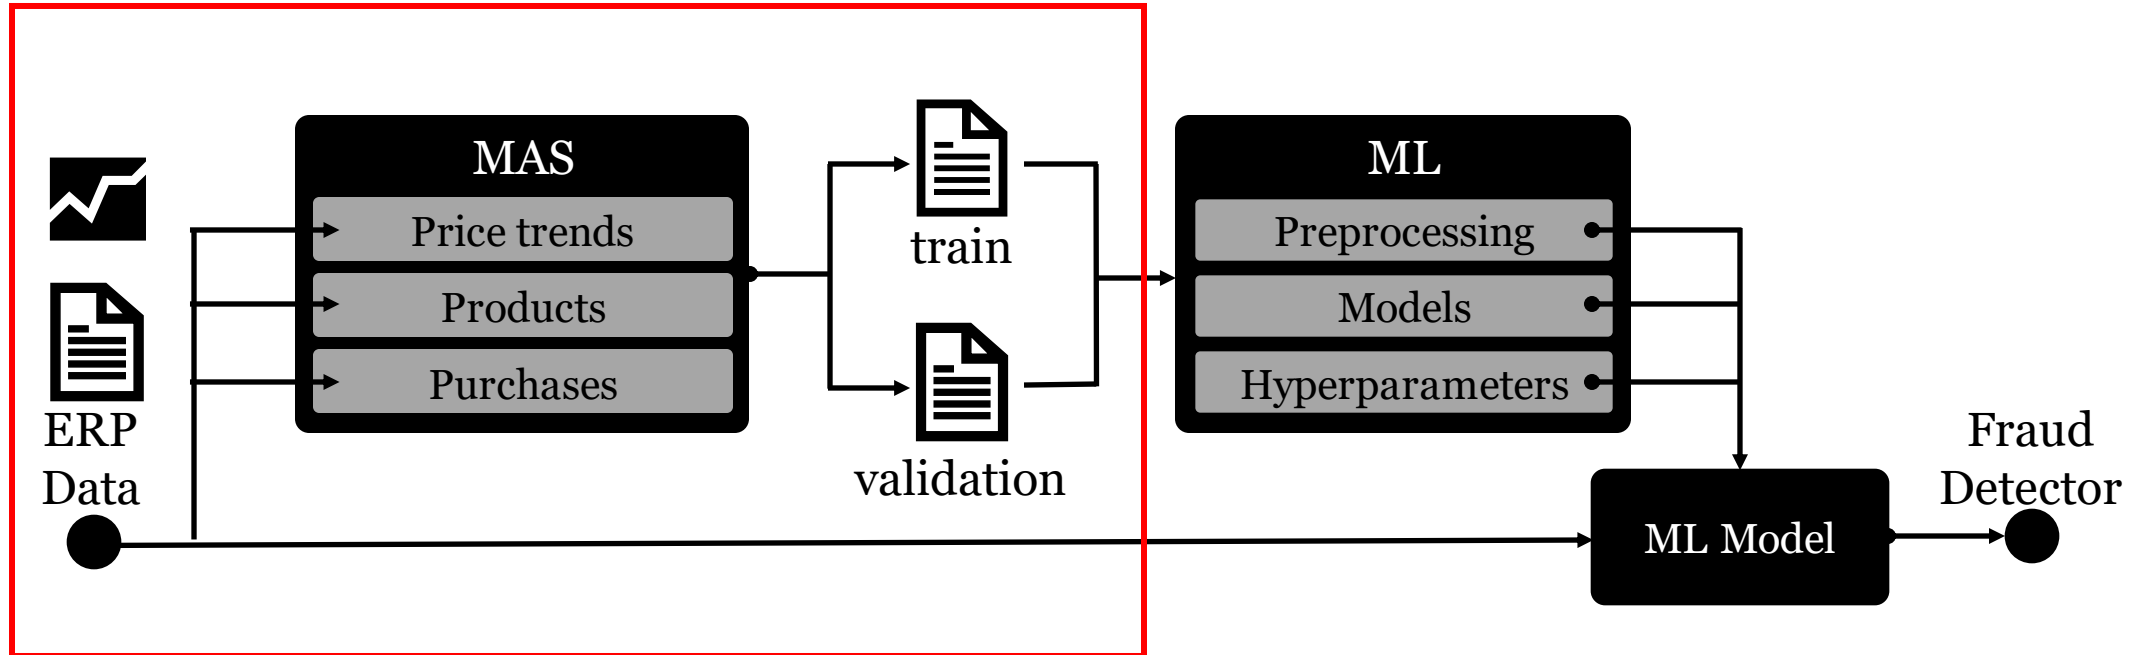 MAS
Price trends
Products
Purchases
ERP
Data
train
validation
ML
Preprocessing
Models
Hyperparameters
ML Model
Fraud
Detector